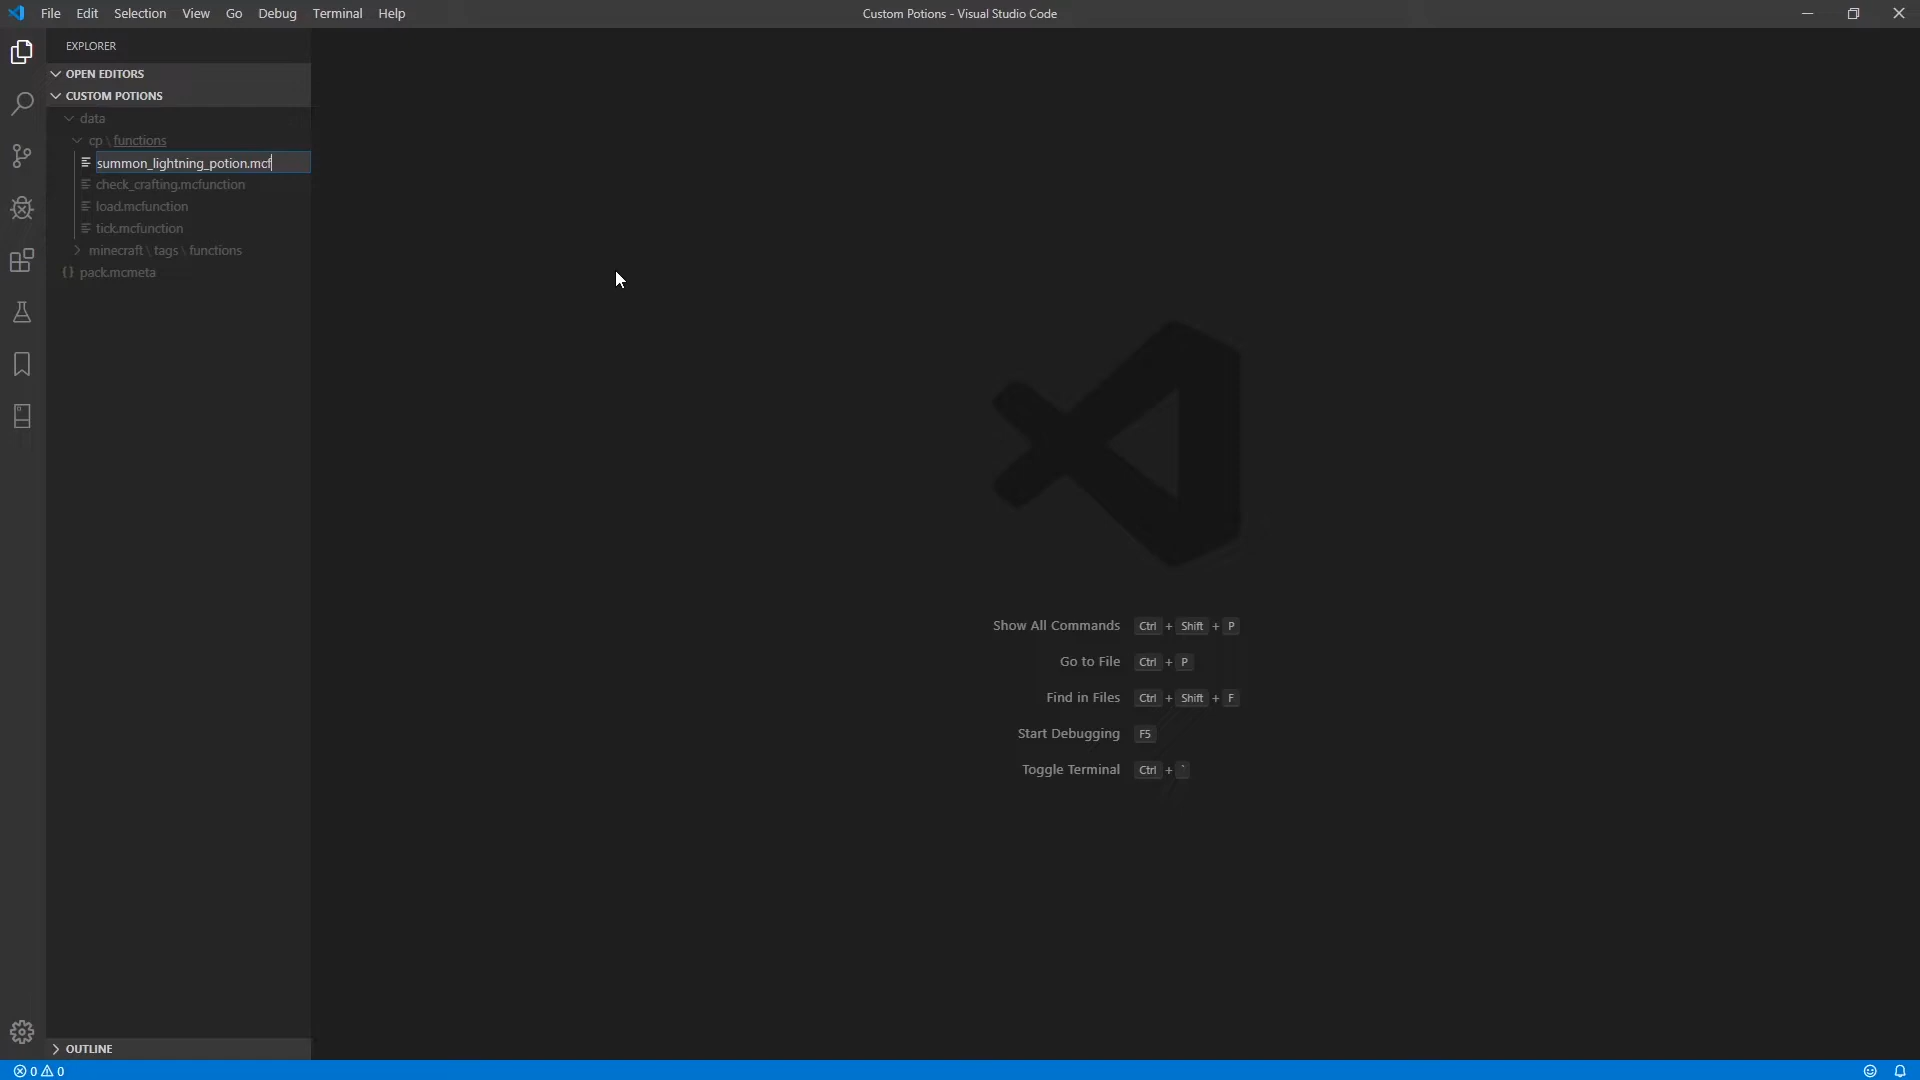 File Edit Selection View Go Debug Terminal Help
Custom Potions - Visual Studio Code
EXPLORER
OPEN EDITORS
CUSTOM POTIONS
data
cp \ functions
summon_lightning_potion.mcf
check_crafting.mcfunction
load.mcfunction
tick.mcfunction
minecraft \ tags \ functions
{} pack.mcmeta
Show All Commands Ctrl + Shift + P
Go to File Ctrl + P
Find in Files Ctrl + Shift + F
Start Debugging F5
Toggle Terminal Ctrl + `
OUTLINE
0 0